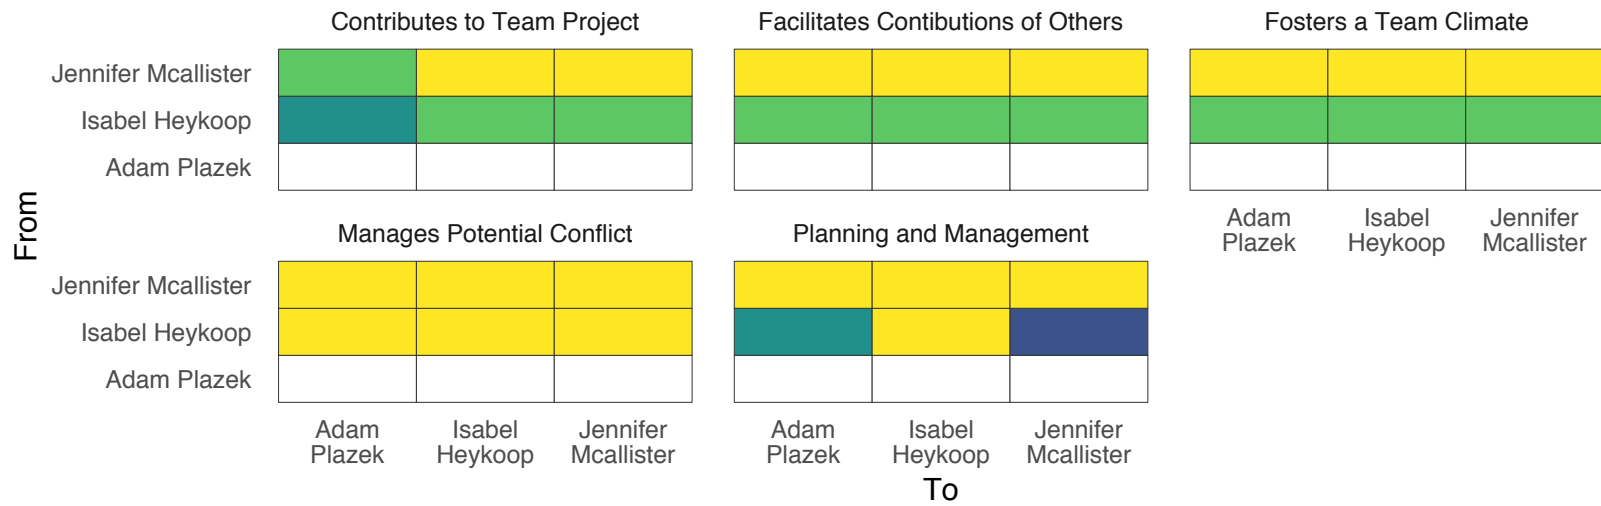 Contributes to Team Project
Facilitates Contibutions of Others
Fosters a Team Climate
Jennifer Mcallister
Isabel Heykoop
Adam Plazek
From
Adam
Plazek
Isabel
Heykoop
Jennifer
Mcallister
Manages Potential Conflict
Planning and Management
Jennifer Mcallister
Isabel Heykoop
Adam Plazek
Adam
Plazek
Isabel
Heykoop
Jennifer
Mcallister
Adam
Plazek
Isabel
Heykoop
Jennifer
Mcallister
To